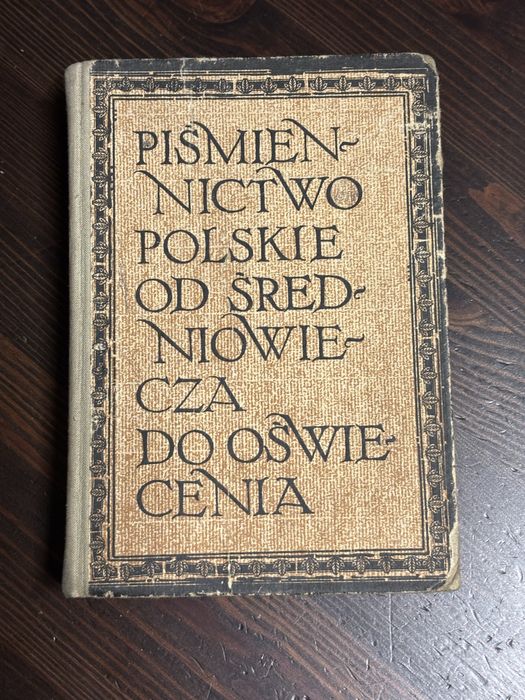 PIŚMIEN-
NICTWO
POLSKIE
OD ŚRED-
NIOWIE-
CZA
DO OŚWIE-
CENIA